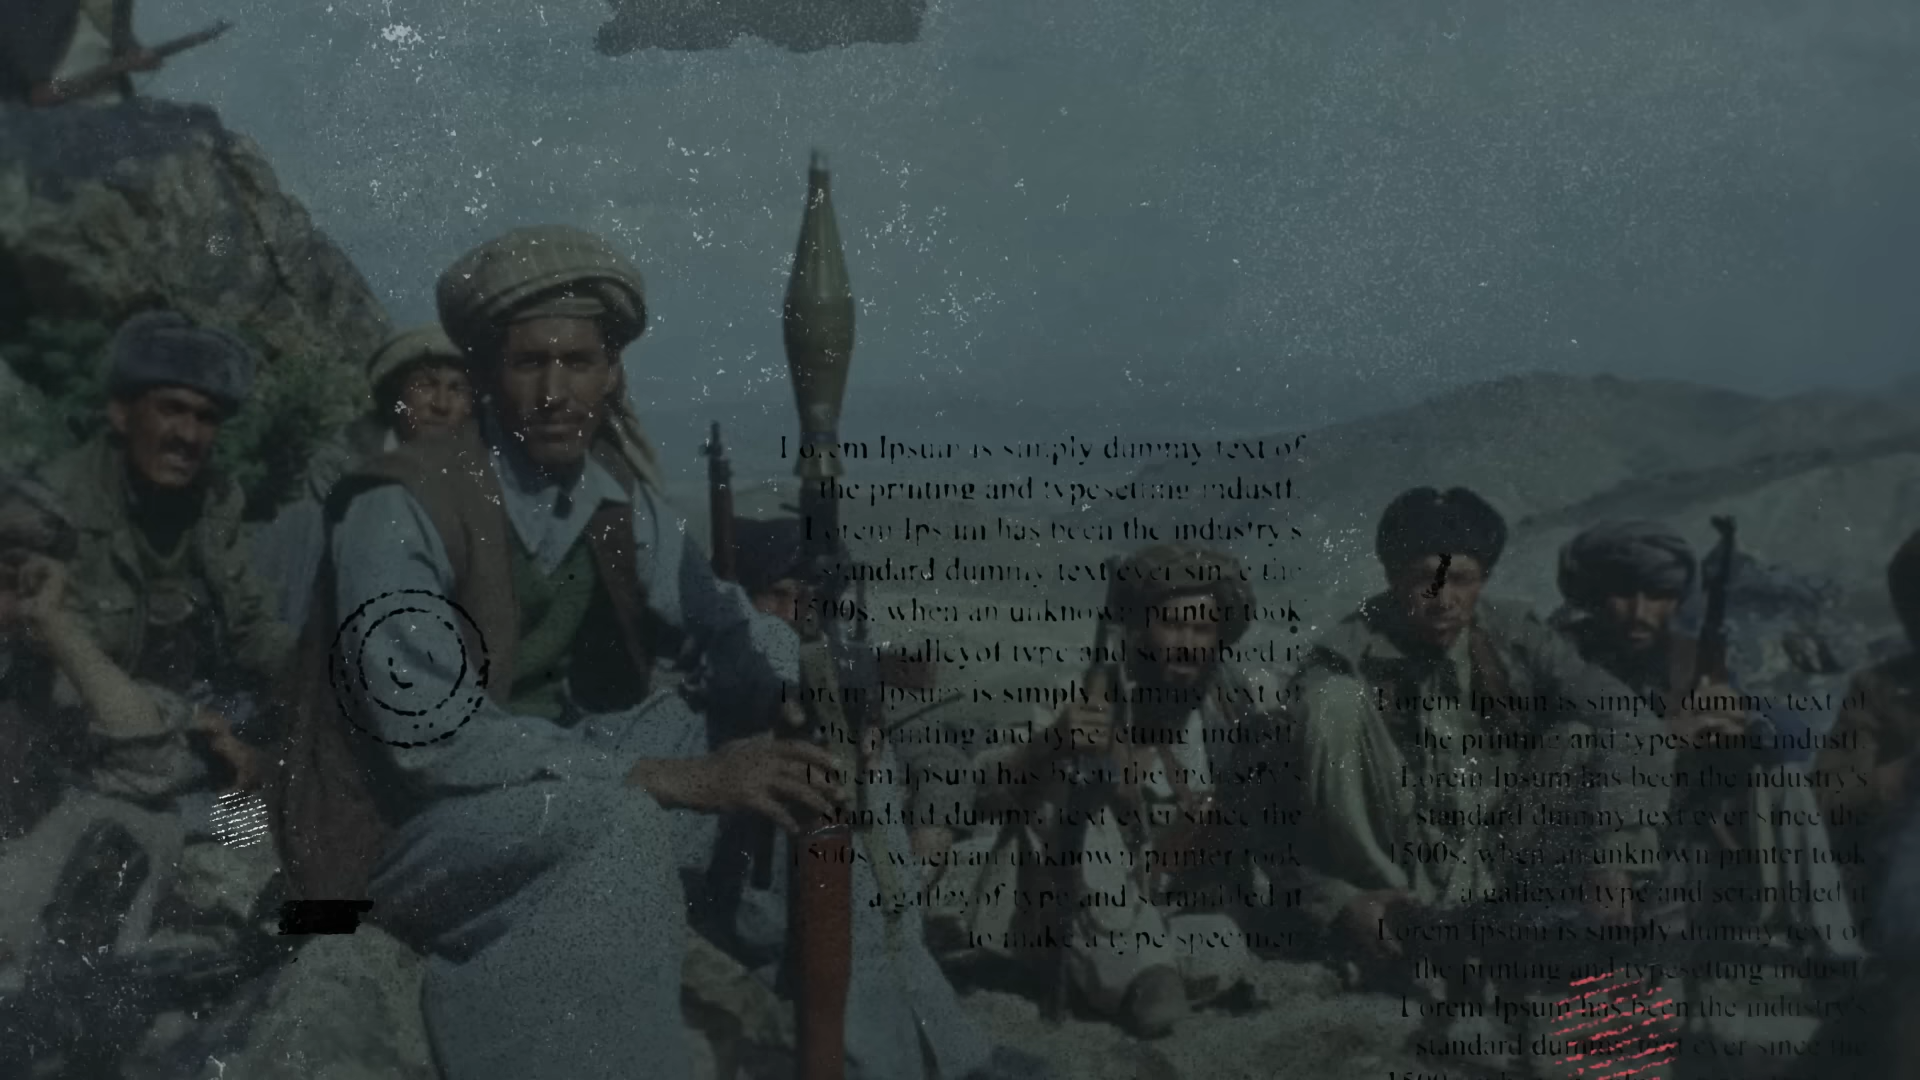 Lorem Ipsum is simply dummy text of
the printing and typesetting industr.
Lorem Ipsum has been the industry's
standard dummy text ever since the
1500s, when an unknown printer took
a galley of type and scrambled it
Lorem Ipsum is simply dummy text of
the printing and typesetting industr.
Lorem Ipsum has been the industry's
standard dummy text ever since the
1500s, when an unknown printer took
a galley of type and scrambled it
to make a type specimen
Lorem Ipsum is simply dummy text of
the printing and typesetting industr.
Lorem Ipsum has been the industry's
standard dummy text ever since the
1500s, when an unknown printer took
a galley of type and scrambled it
Lorem Ipsum is simply dummy text of
the printing and typesetting industr.
Lorem Ipsum has been the industry's
standard dummy text ever since the